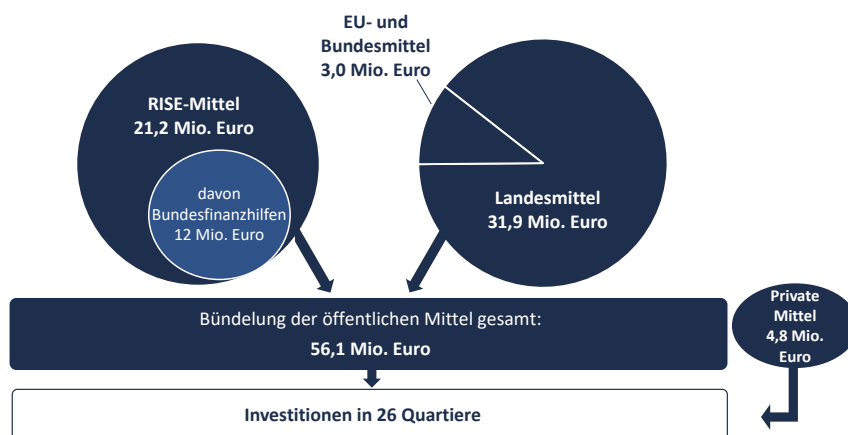 EU- und
Bundesmittel
3,0 Mio. Euro
RISE-Mittel
21,2 Mio. Euro
davon
Bundesfinanzhilfen
12 Mio. Euro
Landesmittel
31,9 Mio. Euro
Bündelung der öffentlichen Mittel gesamt:
56,1 Mio. Euro
Private
Mittel
4,8 Mio.
Euro
Investitionen in 26 Quartiere